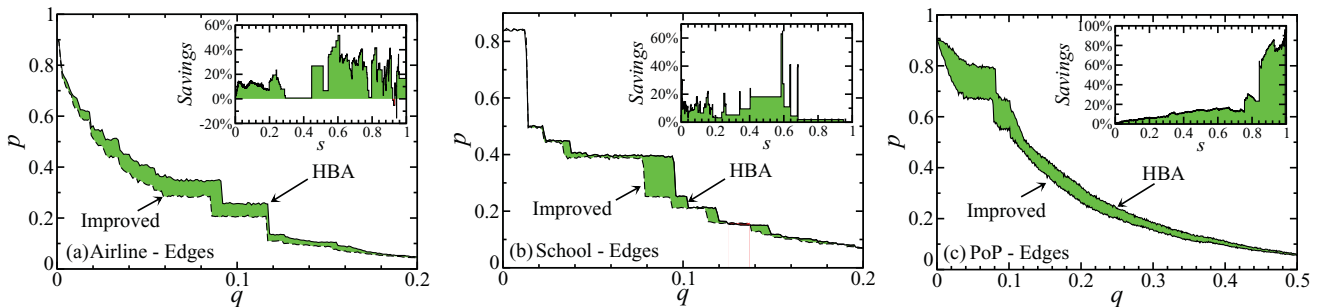 60%
40%
20%
0%
-20%
Savings
0 0.2 0.4 0.6 0.8 1
s
HBA
Improved
(a) Airline - Edges
p
0.8
0.6
0.4
0.2
0
0 0.1 0.2
q
60%
40%
20%
0%
Savings
0 0.2 0.4 0.6 0.8 1
s
HBA
Improved
(b) School - Edges
p
0.8
0.6
0.4
0.2
0
0 0.1 0.2
q
100%
80%
60%
40%
20%
0%
Savings
0 0.2 0.4 0.6 0.8 1
s
HBA
Improved
(c) PoP - Edges
p
1
0.8
0.6
0.4
0.2
0
0 0.1 0.2 0.3 0.4 0.5
q